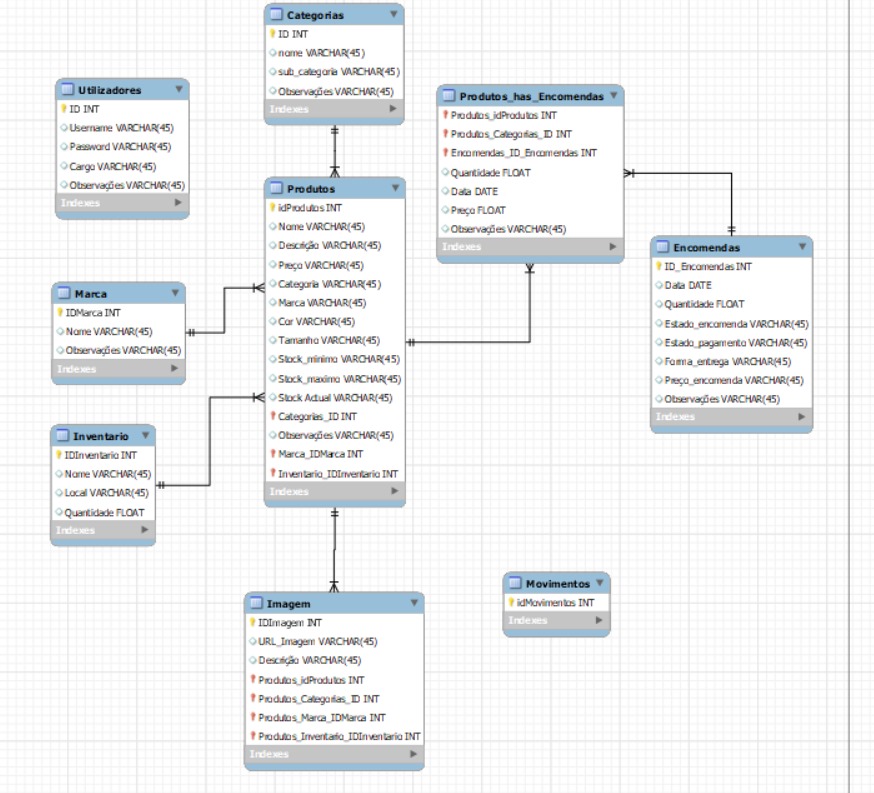 Categorias
ID INT
nome VARCHAR(45)
sub_categoria VARCHAR(45)
Observações VARCHAR(45)
Indexes
Utilizadores
ID INT
Username VARCHAR(45)
Password VARCHAR(45)
Cargo VARCHAR(45)
Observações VARCHAR(45)
Indexes
Produtos_has_Encomendas
Produtos_idProdutos INT
Produtos_Categorias_ID INT
Encomendas_ID_Encomendas INT
Quantidade FLOAT
Data DATE
Preço FLOAT
Observações VARCHAR(45)
Indexes
Produtos
idProdutos INT
Nome VARCHAR(45)
Descrição VARCHAR(45)
Preço VARCHAR(45)
Categoria VARCHAR(45)
Marca VARCHAR(45)
Cor VARCHAR(45)
Tamanho VARCHAR(45)
Stock_minimo VARCHAR(45)
Stock_maximo VARCHAR(45)
Stock Actual VARCHAR(45)
Categorias_ID INT
Observações VARCHAR(45)
Marca_IDMarca INT
Inventario_IDInventario INT
Indexes
Encomendas
ID_Encomendas INT
Data DATE
Quantidade FLOAT
Estado_encomenda VARCHAR(45)
Estado_pagamento VARCHAR(45)
Forma_entrega VARCHAR(45)
Preço_encomenda VARCHAR(45)
Observações VARCHAR(45)
Indexes
Marca
IDMarca INT
Nome VARCHAR(45)
Observações VARCHAR(45)
Indexes
Inventario
IDInventario INT
Nome VARCHAR(45)
Local VARCHAR(45)
Quantidade FLOAT
Indexes
Imagem
IDImagem INT
URL_Imagem VARCHAR(45)
Descrição VARCHAR(45)
Produtos_idProdutos INT
Produtos_Categorias_ID INT
Produtos_Marca_IDMarca INT
Produtos_Inventario_IDInventario INT
Indexes
Movimentos
idMovimentos INT
Indexes